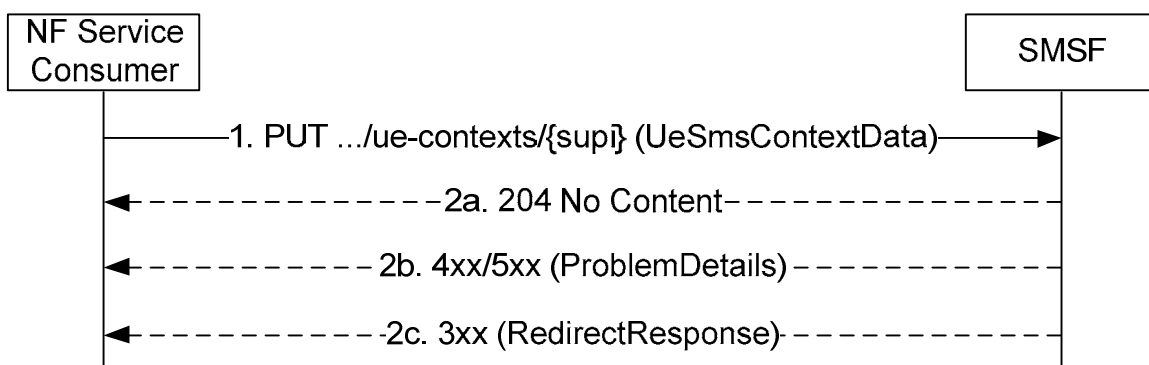 NF Service
Consumer
SMSF
1. PUT .../ue-contexts/{supi} (UeSmsContextData)
2a. 204 No Content
2b. 4xx/5xx (ProblemDetails)
2c. 3xx (RedirectResponse)